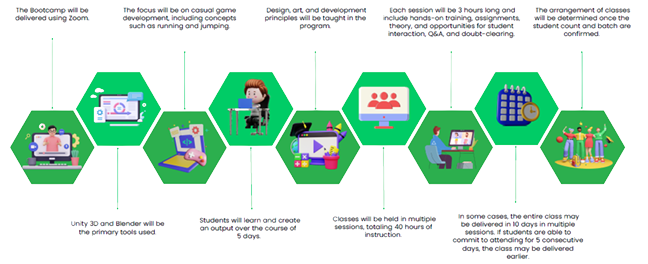 The Bootcamp will be
delivered using Zoom.
The focus will be on casual game
development, including concepts
such as running and jumping.
Design, art, and development
principles will be taught in the
program.
Each session will be 3 hours long and
include hands-on training, assignments,
theory, and opportunities for student
interaction, Q&A, and doubt-clearing.
The arrangement of classes
will be determined once the
student count and batch are
confirmed.
Unity 3D and Blender will be
the primary tools used.
Students will learn and create
an output over the course of
5 days.
Classes will be held in multiple
sessions, totaling 40 hours of
instruction.
In some cases, the entire class may
be delivered in 10 days in multiple
sessions. If students are able to
commit to attending for 5 consecutive
days, the class may be delivered
earlier.